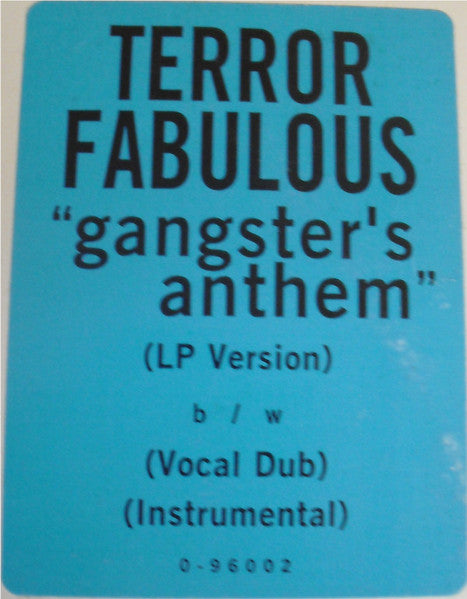 TERROR
FABULOUS
“gangster's
anthem”
(LP Version)
b / w
(Vocal Dub)
(Instrumental)
0-96002